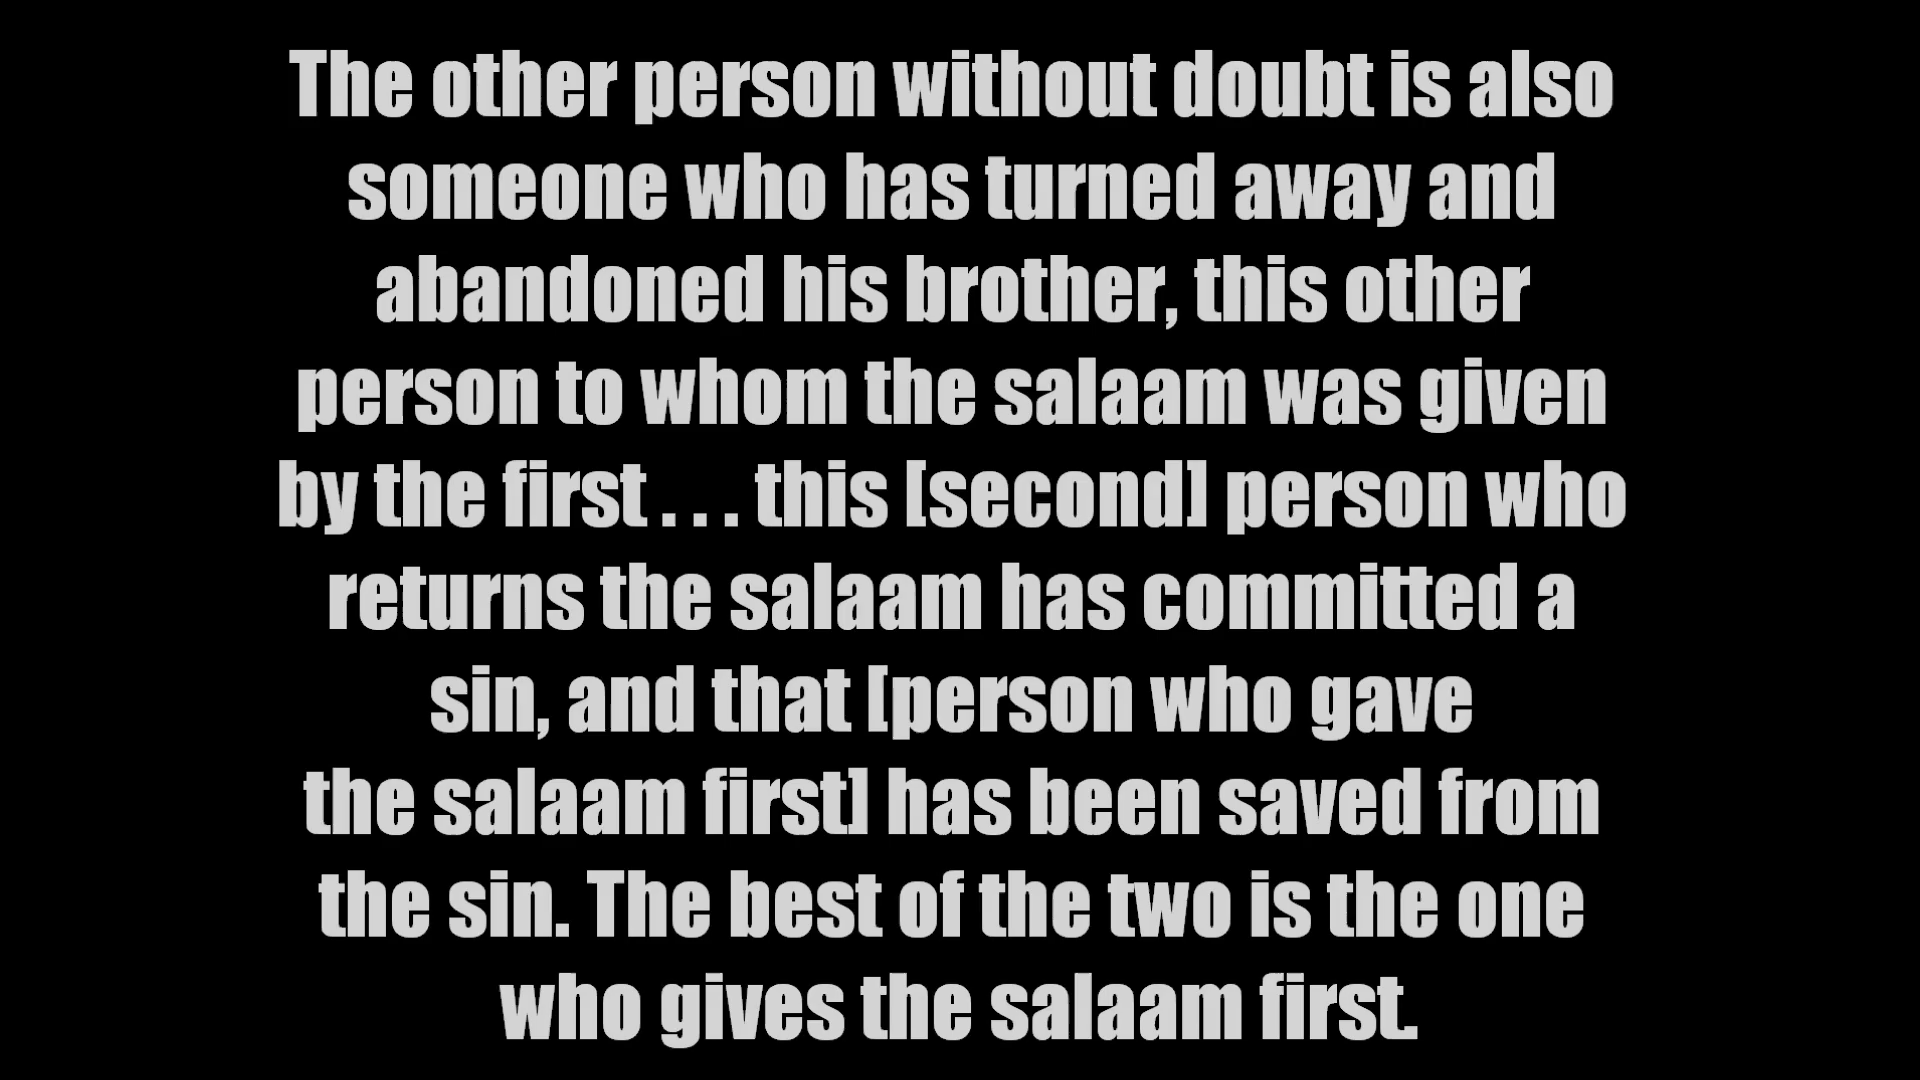 The other person without doubt is also
someone who has turned away and
abandoned his brother, this other
person to whom the salaam was given
by the first . . . this [second] person who
returns the salaam has committed a
sin, and that [person who gave
the salaam first] has been saved from
the sin. The best of the two is the one
who gives the salaam first.